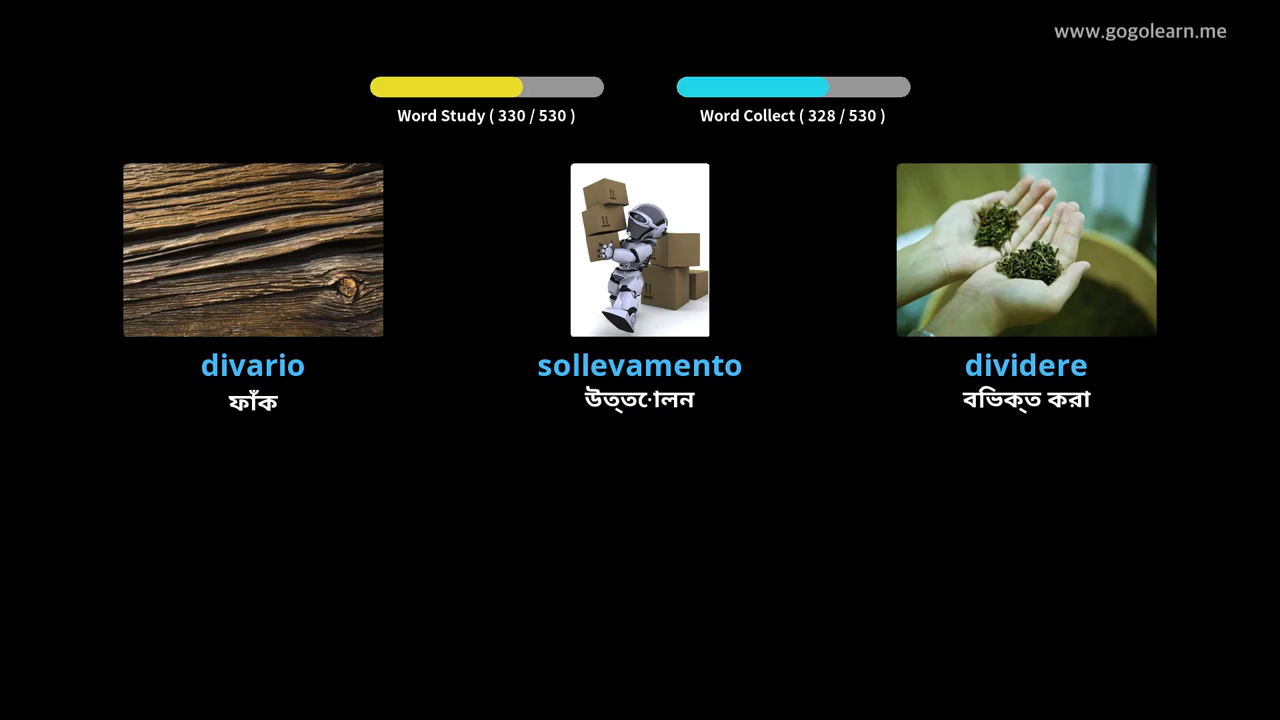 www.gogolearn.me
Word Study ( 330 / 530 )
Word Collect ( 328 / 530 )
divario
sollevamento
dividere
ফাঁক
উত্তোলন
বিভক্ত করা